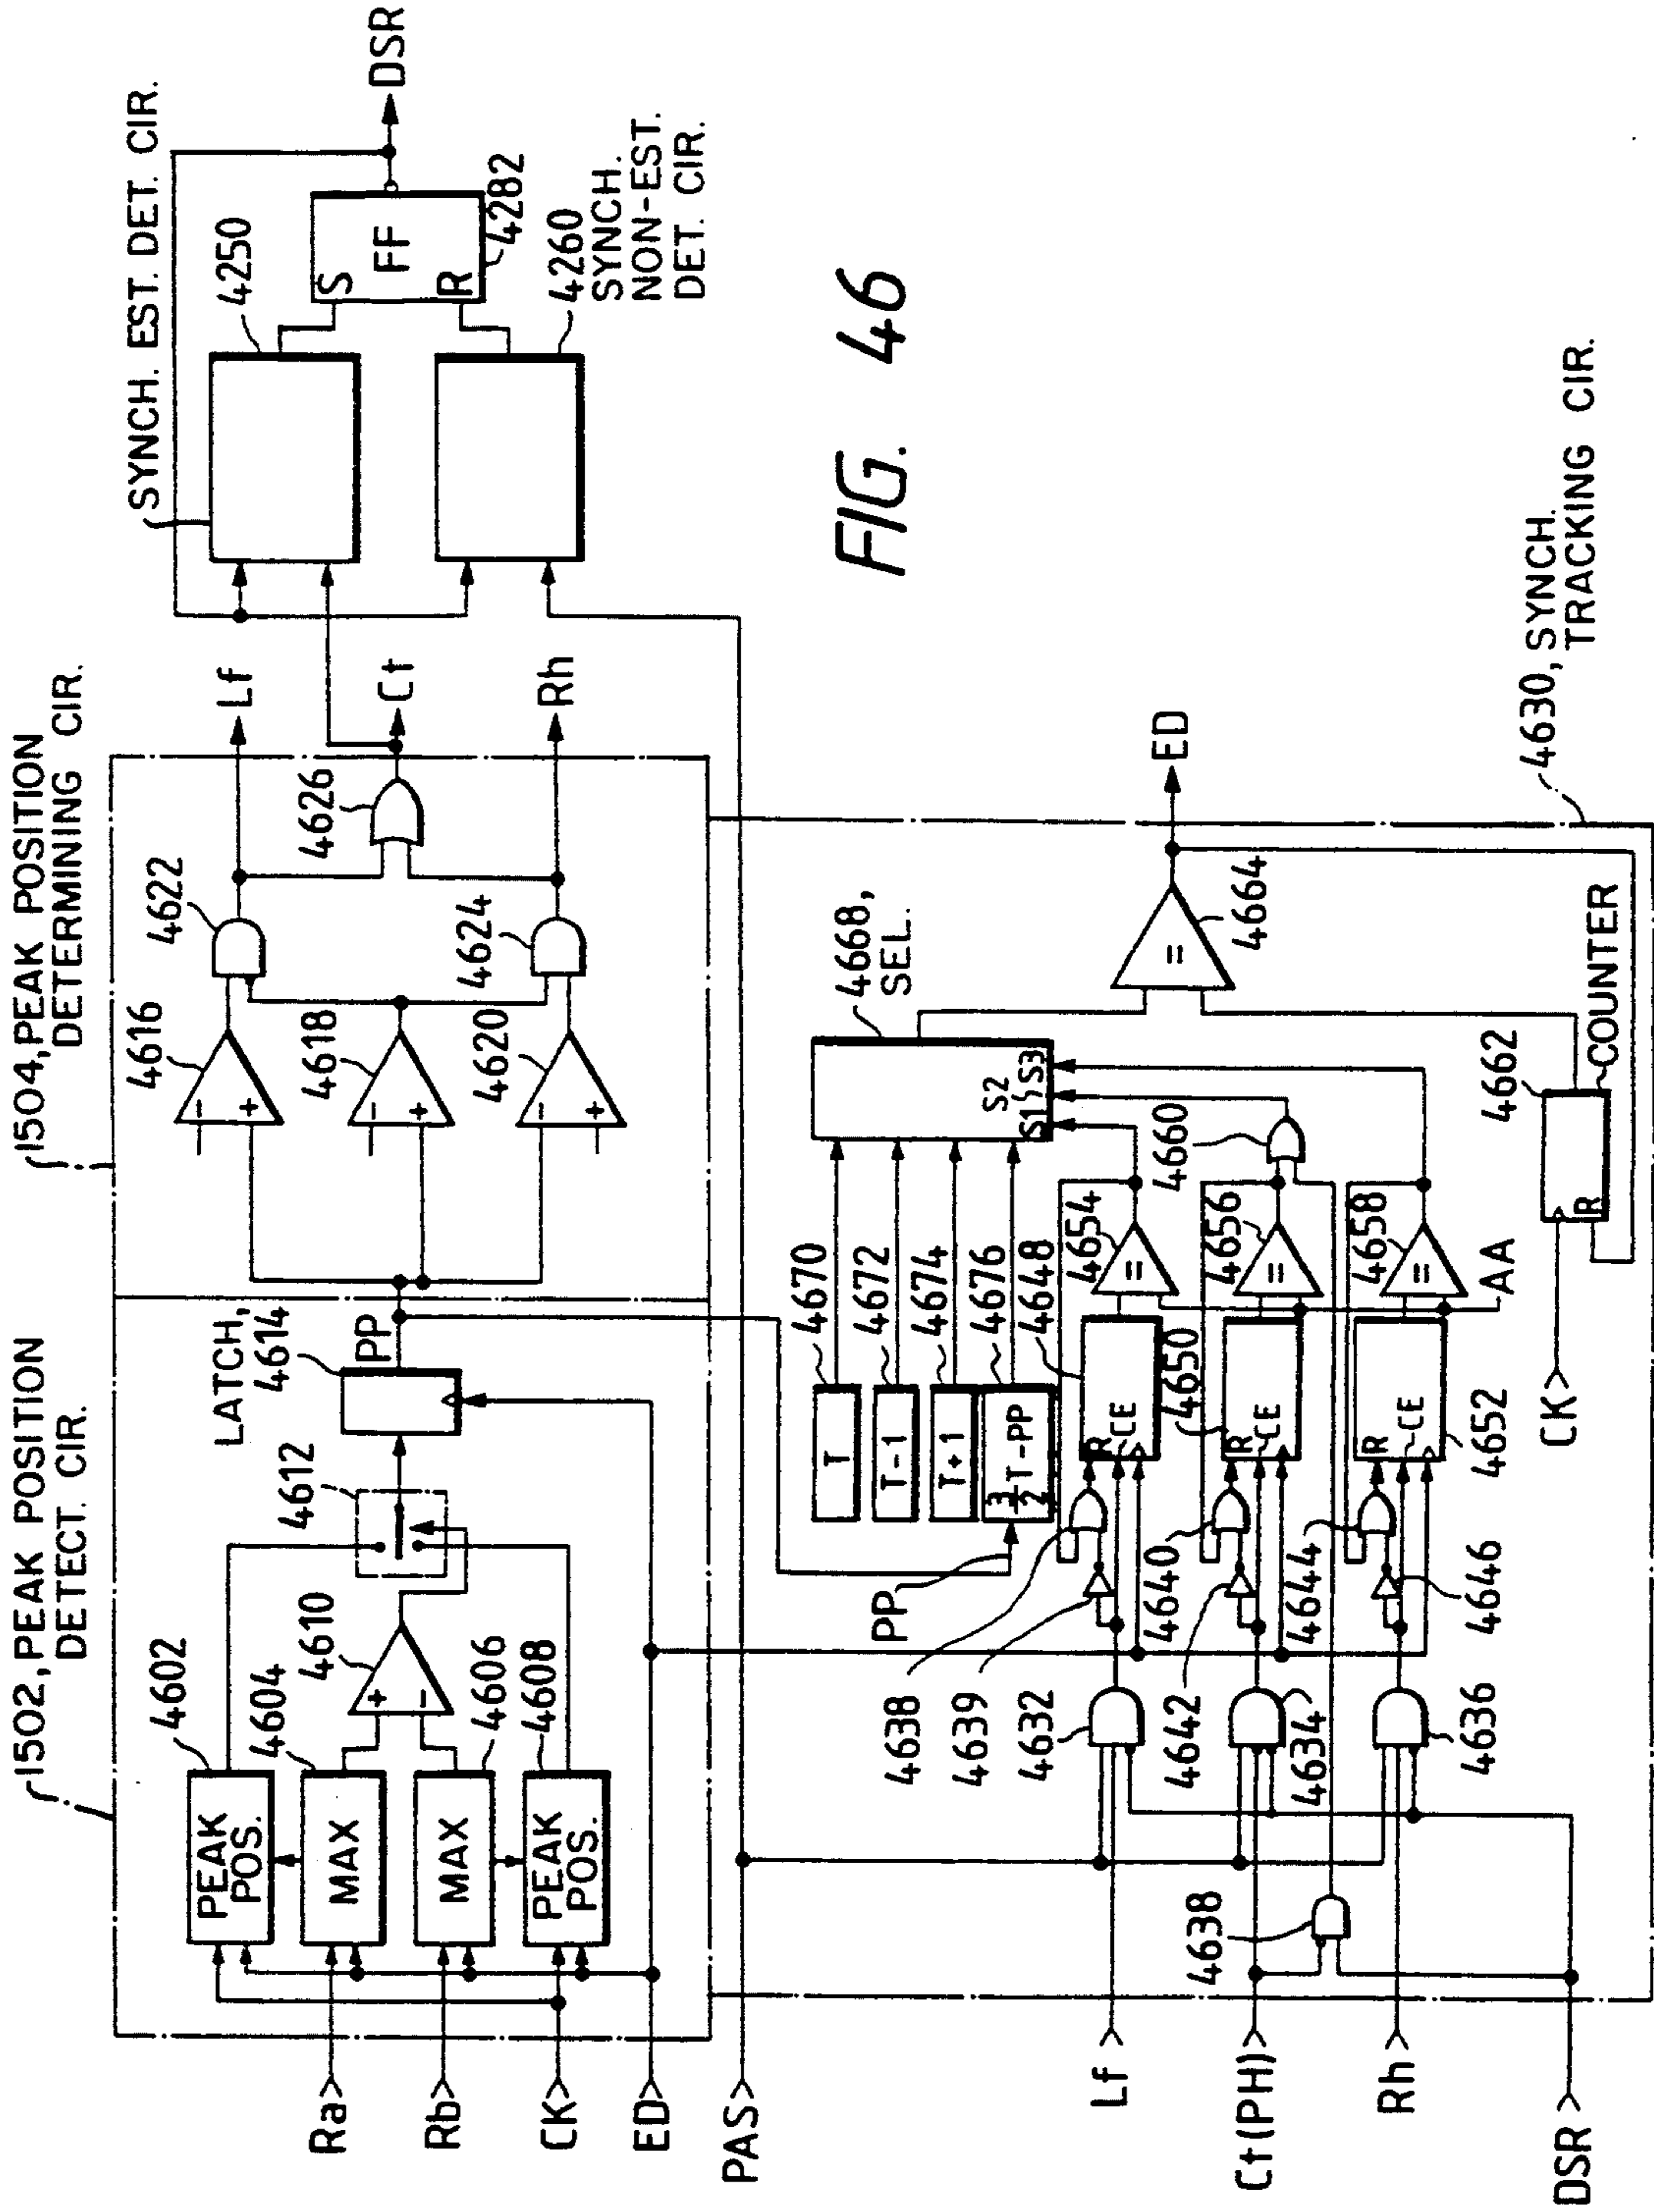 1502, PEAK POSITION
DETECT. CIR.
1504, PEAK POSITION
DETERMINING CIR.
4602
PEAK
POS.
4604
MAX
4606
MAX
4608
PEAK
POS.
4610
+
−
4612
LATCH,
4614
PP
4616
−
+
4618
−
+
4620
−
+
4622
4624
4626
Lf
Ct
Rh
SYNCH. EST. DET. CIR.
4250
S
FF
R
4282
4260
SYNCH.
NON-EST.
DET. CIR.
DSR
Ra
Rb
CK
ED
PAS
FIG. 46
PP
4670
T
4672
T-1
4674
T+1
4676
3/2 T-PP
4668,
SEL.
S1
S2
S3
4648
R
CE
4650
R
CE
4652
R
CE
4654
=
4656
=
4658
=
4660
AA
4664
=
ED
4662
COUNTER
R
CK
4630, SYNCH.
TRACKING CIR.
4638
4639
4632
4640
4642
4634
4644
4646
4636
4638
Lf
Ct(PH)
Rh
DSR